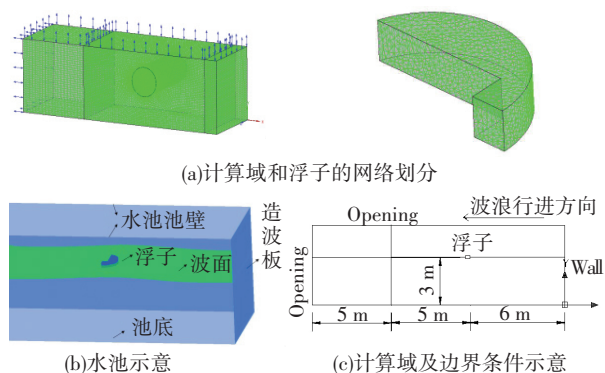 (a)计算域和浮子的网络划分
水池池壁
造波板
浮子
波面
池底
(b)水池示意
Opening
波浪行进方向
浮子
Opening
3 m
Y
Wall
5 m
5 m
6 m
(c)计算域及边界条件示意